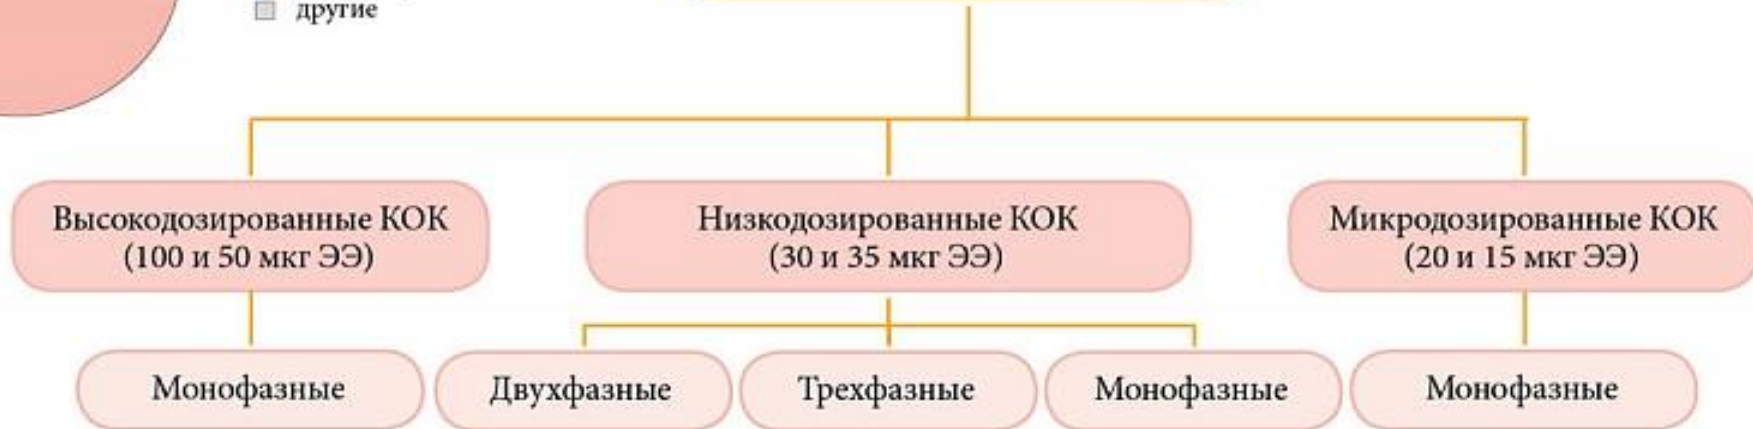 другие
Высокодозированные КОК
(100 и 50 мкг ЭЭ)
Низкодозированные КОК
(30 и 35 мкг ЭЭ)
Микродозированные КОК
(20 и 15 мкг ЭЭ)
Монофазные
Двухфазные
Трехфазные
Монофазные
Монофазные